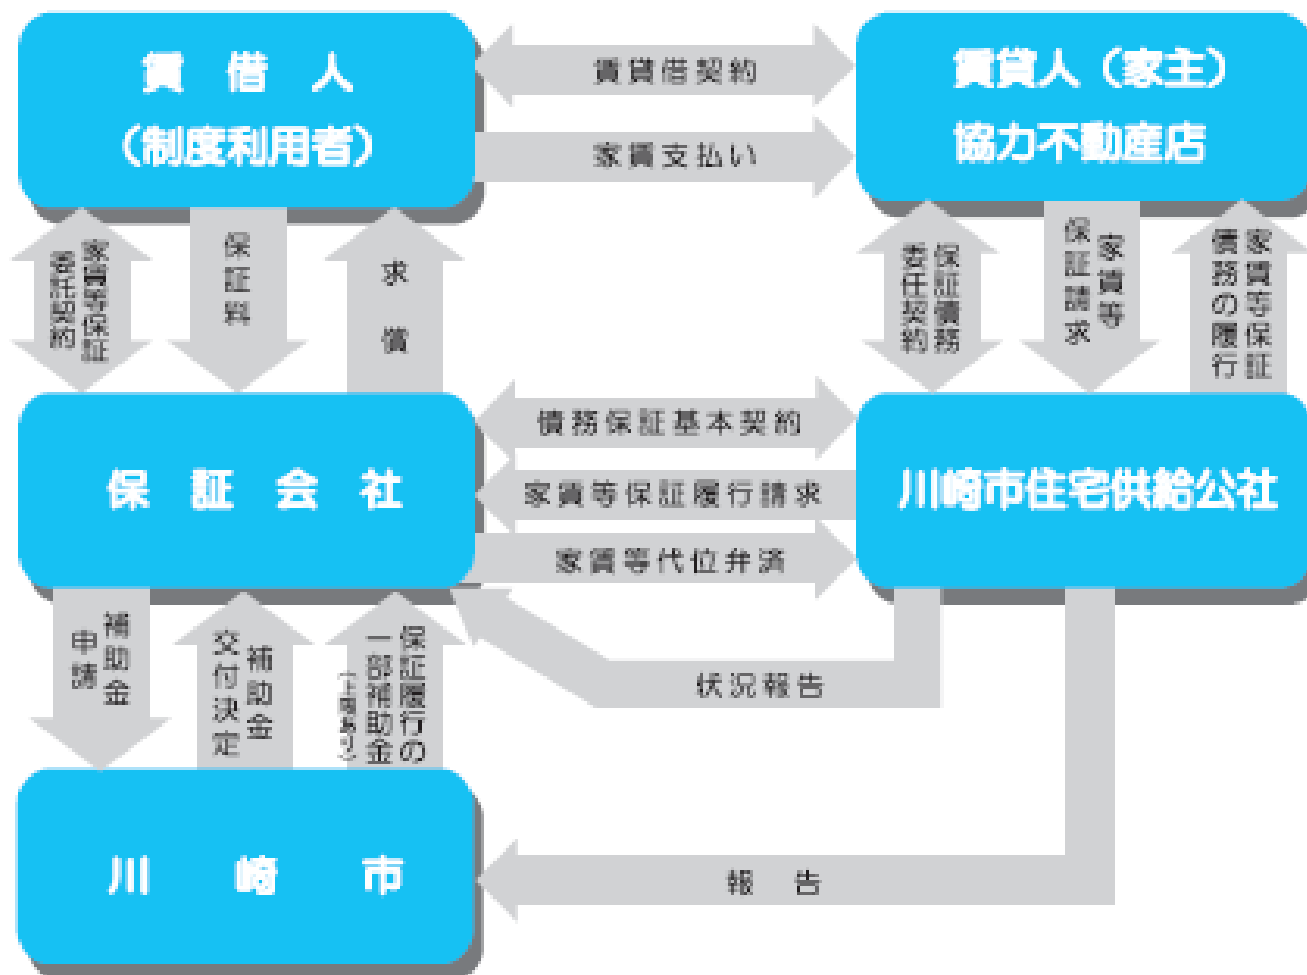 賃借人
（制度利用者）
賃貸借契約
家賃支払い
賃貸人（家主）
協力不動産店
家賃等保証
委託契約
保証料
求償
保証債務
委任契約
家賃等
保証請求
家賃等保証
債務の履行
保証会社
債務保証基本契約
家賃等保証履行請求
家賃等代位弁済
川崎市住宅供給公社
補助金
申請
補助金
交付決定
保証履行の
一部補助金
（上限あり）
状況報告
川崎市
報告